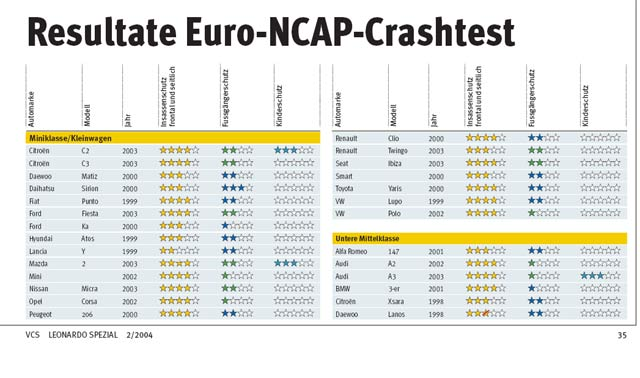 Resultate Euro-NCAP-Crashtest
Automarke Modell Jahr Insassenschutz frontal und seitlich Fussgängerschutz Kinderschutz
Miniklasse/Kleinwagen
Citroën C2 2003
Citroën C3 2003
Daewoo Matiz 2000
Daihatsu Sirion 2000
Fiat Punto 1999
Ford Fiesta 2003
Ford Ka 2000
Hyundai Atos 1999
Lancia Y 1999
Mazda 2 2003
Mini 2002
Nissan Micra 2003
Opel Corsa 2002
Peugeot 206 2000
Automarke Modell Jahr Insassenschutz frontal und seitlich Fussgängerschutz Kinderschutz
Renault Clio 2000
Renault Twingo 2003
Seat Ibiza 2003
Smart 2000
Toyota Yaris 2000
VW Lupo 1999
VW Polo 2002
Untere Mittelklasse
Alfa Romeo 147 2001
Audi A2 2002
Audi A3 2003
BMW 3-er 2001
Citroën Xsara 1998
Daewoo Lanos 1998
VCS LEONARDO SPEZIAL 2/2004
35